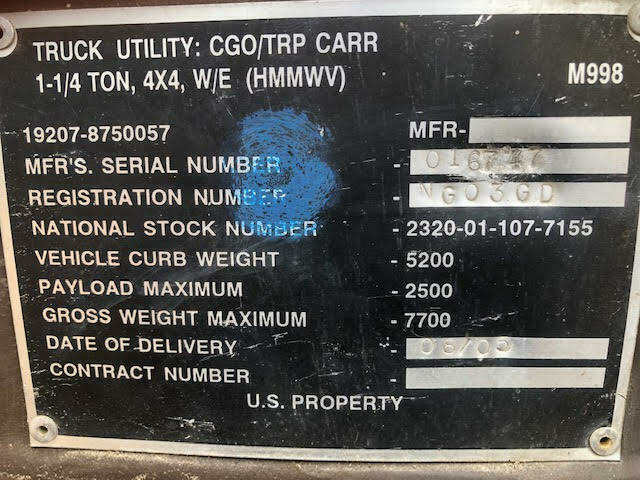 TRUCK UTILITY: CGO/TRP CARR
1-1/4 TON, 4X4, W/E (HMMWV) M998
19207-8750057 MFR-
MFR'S. SERIAL NUMBER -
REGISTRATION NUMBER - NG03GD
NATIONAL STOCK NUMBER - 2320-01-107-7155
VEHICLE CURB WEIGHT - 5200
PAYLOAD MAXIMUM - 2500
GROSS WEIGHT MAXIMUM - 7700
DATE OF DELIVERY -
CONTRACT NUMBER -
U.S. PROPERTY